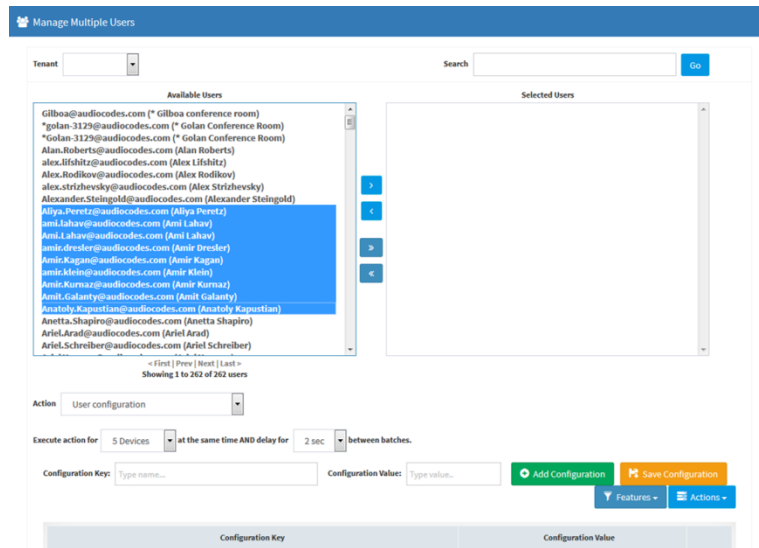 Manage Multiple Users
Tenant
Search
Go
Available Users
Selected Users
Gilboa@audiocodes.com (* Gilboa conference room)
*golan-3129@audiocodes.com (* Golan Conference Room)
*Golan-3129@audiocodes.com (* Golan Conference Room)
Alan.Roberts@audiocodes.com (Alan Roberts)
alex.lifshitz@audiocodes.com (Alex Lifshitz)
Alex.Rodikov@audiocodes.com (Alex Rodikov)
alex.strizhevsky@audiocodes.com (Alex Strizhevsky)
Alexander.Steingold@audiocodes.com (Alexander Steingold)
Aliya.Peretz@audiocodes.com (Aliya Peretz)
ami.lahav@audiocodes.com (Ami Lahav)
Ami.Lahav@audiocodes.com (Ami Lahav)
amir.dresler@audiocodes.com (Amir Dresler)
Amir.Kagan@audiocodes.com (Amir Kagan)
amir.klein@audiocodes.com (Amir Klein)
Amir.Kurnaz@audiocodes.com (Amir Kurnaz)
Amit.Galanty@audiocodes.com (Amit Galanty)
Anatoly.Kapustian@audiocodes.com (Anatoly Kapustian)
Anetta.Shapiro@audiocodes.com (Anetta Shapiro)
Ariel.Arad@audiocodes.com (Ariel Arad)
Ariel.Schreiber@audiocodes.com (Ariel Schreiber)
< First | Prev | Next | Last >
Showing 1 to 262 of 262 users
Action User configuration
Execute action for 5 Devices at the same time AND delay for 2 sec between batches.
Configuration Key: Type name... Configuration Value: Type value.. Add Configuration Save Configuration
Features Actions
Configuration Key Configuration Value